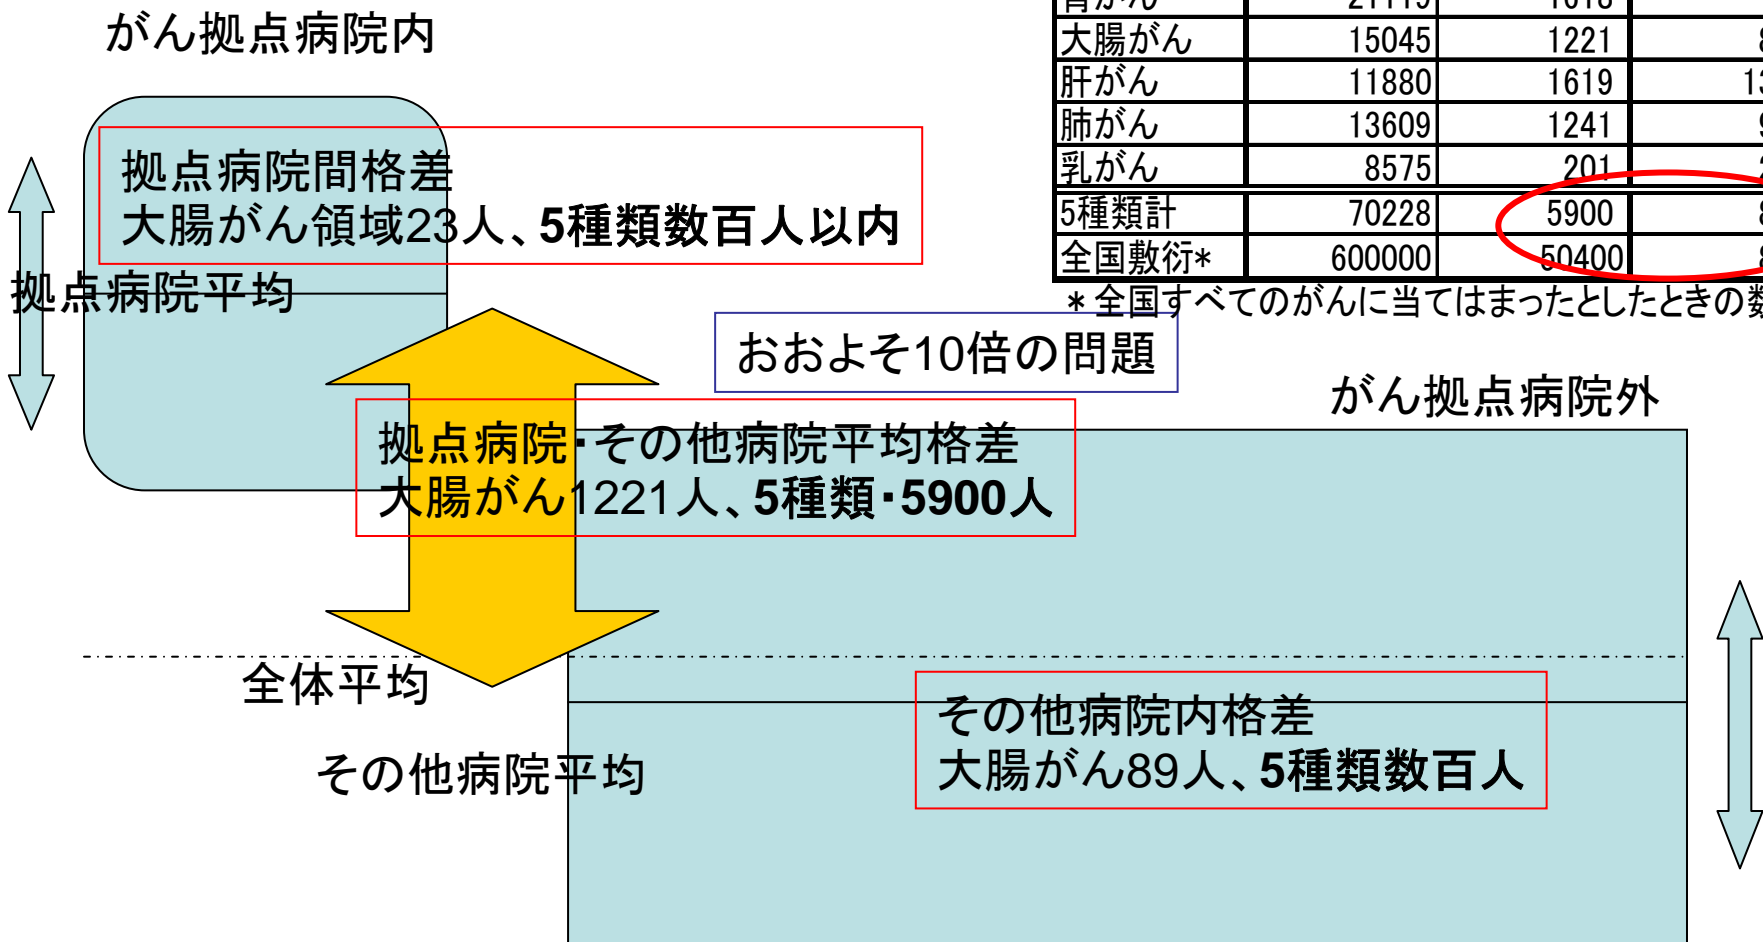 がん拠点病院内
大腸がん 15045 1221
肝がん 11880 1619
肺がん 13609 1241
乳がん 8575 201
5種類計 70228 5900
全国敷衍* 600000 50400
*全国すべてのがんに当てはまったとしたときの
拠点病院間格差
大腸がん領域23人、5種類数百人以内
拠点病院平均
おおよそ10倍の問題
がん拠点病院外
拠点病院・その他病院平均格差
大腸がん1221人、5種類・5900人
全体平均
その他病院平均
その他病院内格差
大腸がん89人、5種類数百人